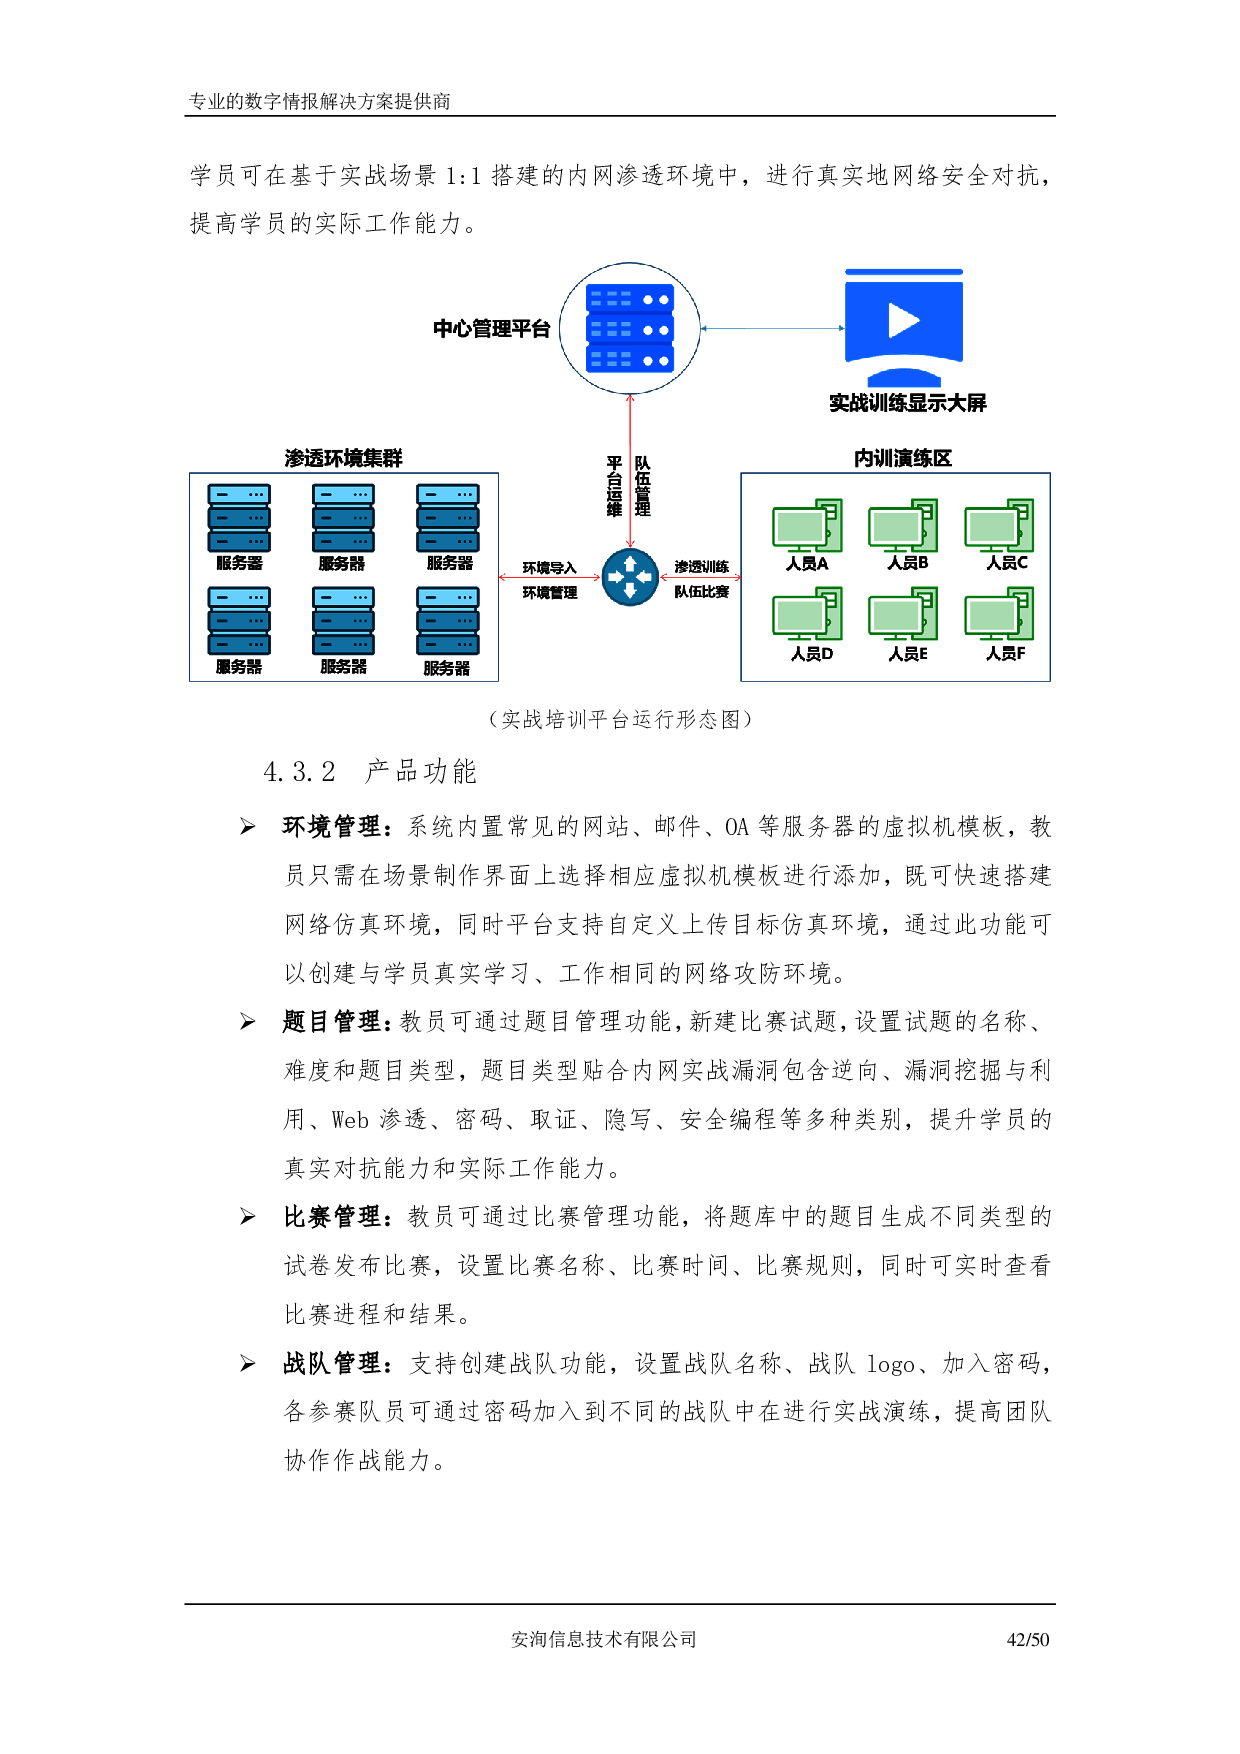 专业的数字情报解决方案提供商
学员可在基于实战场景 1:1 搭建的内网渗透环境中，进行真实地网络安全对抗，
提高学员的实际工作能力。
中心管理平台
实战训练显示大屏
渗透环境集群
平台运维
队伍管理
内训演练区
服务器
服务器
服务器
环境导入
环境管理
渗透训练
队伍比赛
人员A
人员B
人员C
服务器
服务器
服务器
人员D
人员E
人员F
（实战培训平台运行形态图）
4.3.2 产品功能
➢ 环境管理：系统内置常见的网站、邮件、OA 等服务器的虚拟机模板，教
员只需在场景制作界面上选择相应虚拟机模板进行添加，既可快速搭建
网络仿真环境，同时平台支持自定义上传目标仿真环境，通过此功能可
以创建与学员真实学习、工作相同的网络攻防环境。
➢ 题目管理：教员可通过题目管理功能，新建比赛试题，设置试题的名称、
难度和题目类型，题目类型贴合内网实战漏洞包含逆向、漏洞挖掘与利
用、Web 渗透、密码、取证、隐写、安全编程等多种类别，提升学员的
真实对抗能力和实际工作能力。
➢ 比赛管理：教员可通过比赛管理功能，将题库中的题目生成不同类型的
试卷发布比赛，设置比赛名称、比赛时间、比赛规则，同时可实时查看
比赛进程和结果。
➢ 战队管理：支持创建战队功能，设置战队名称、战队 logo、加入密码，
各参赛队员可通过密码加入到不同的战队中在进行实战演练，提高团队
协作作战能力。
安洵信息技术有限公司
42/50